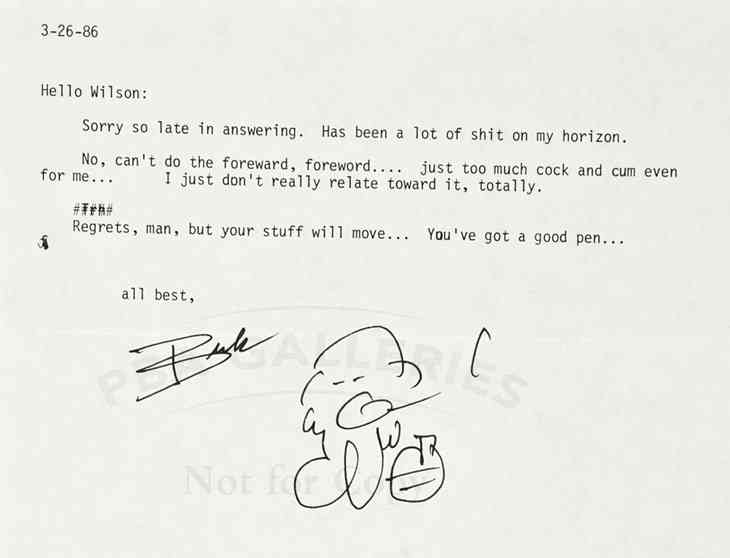 3-26-86
Hello Wilson:
Sorry so late in answering. Has been a lot of shit on my horizon.
No, can't do the foreward, foreword.... just too much cock and cum even
for me... I just don't really relate toward it, totally.
Regrets, man, but your stuff will move... You've got a good pen...
all best,
Buk
PBA GALLERIES
Not for Copy